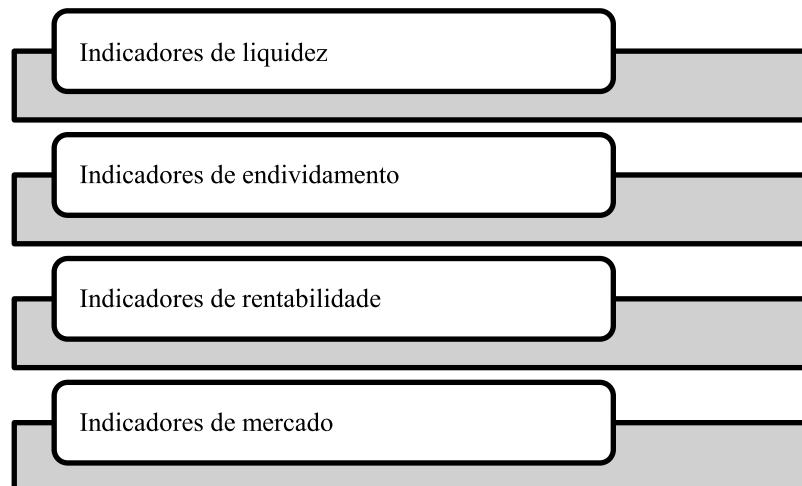 Indicadores de liquidez
Indicadores de endividamento
Indicadores de rentabilidade
Indicadores de mercado